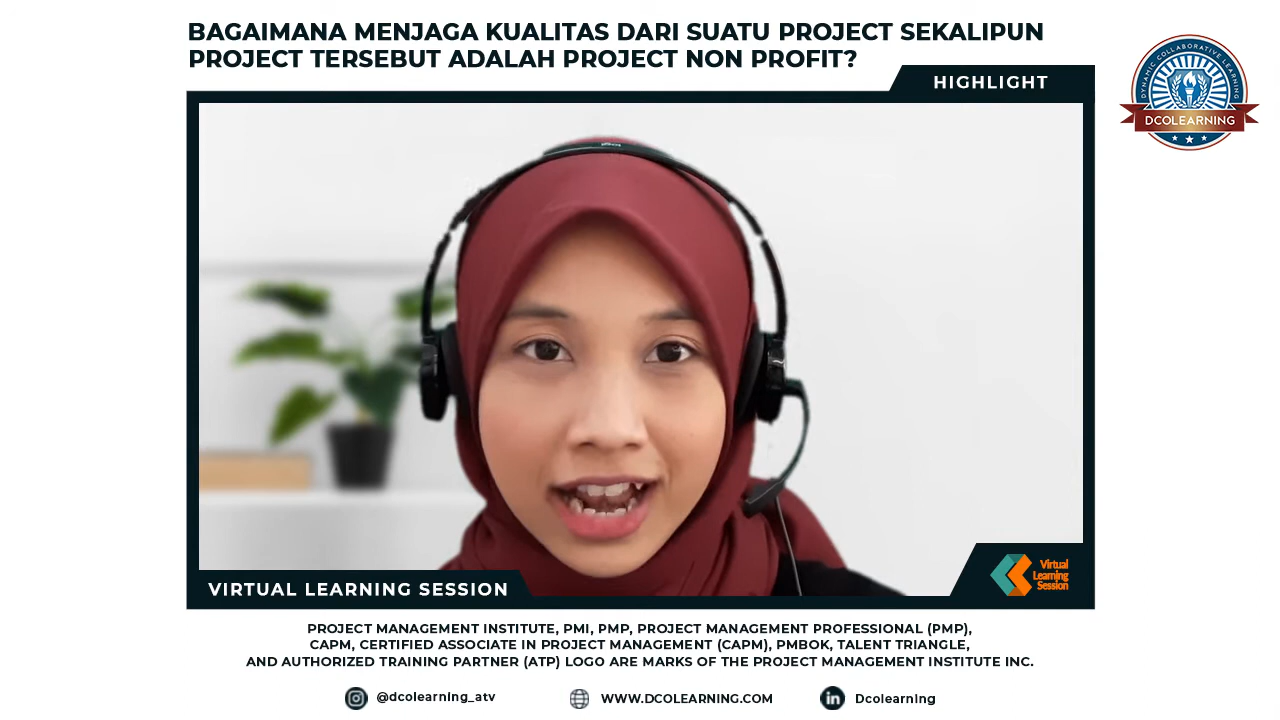 BAGAIMANA MENJAGA KUALITAS DARI SUATU PROJECT SEKALIPUN
PROJECT TERSEBUT ADALAH PROJECT NON PROFIT?
HIGHLIGHT
DYNAMIC COLLABORATIVE LEARNING
DCOLEARNING
VIRTUAL LEARNING SESSION
Virtual
Learning
Session
PROJECT MANAGEMENT INSTITUTE, PMI, PMP, PROJECT MANAGEMENT PROFESSIONAL (PMP),
CAPM, CERTIFIED ASSOCIATE IN PROJECT MANAGEMENT (CAPM), PMBOK, TALENT TRIANGLE,
AND AUTHORIZED TRAINING PARTNER (ATP) LOGO ARE MARKS OF THE PROJECT MANAGEMENT INSTITUTE INC.
@dcolearning_atv
WWW.DCOLEARNING.COM
Dcolearning